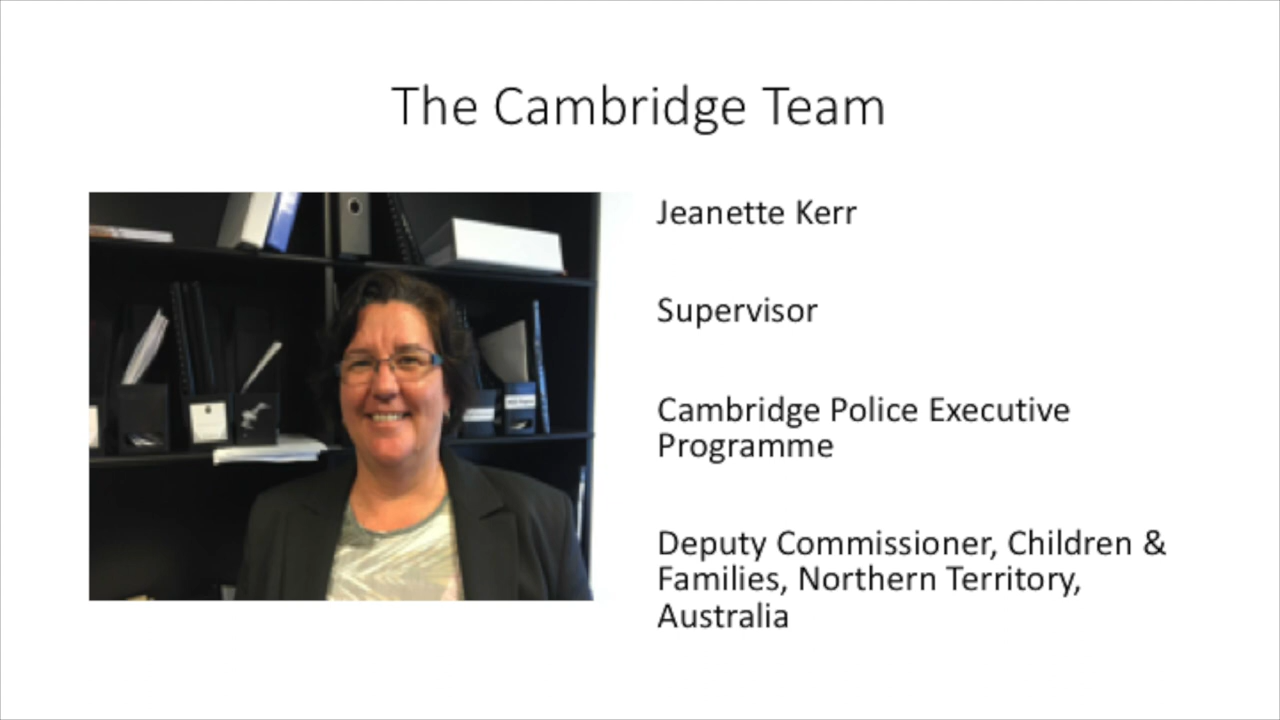 The Cambridge Team
Jeanette Kerr
Supervisor
Cambridge Police Executive
Programme
Deputy Commissioner, Children &
Families, Northern Territory,
Australia